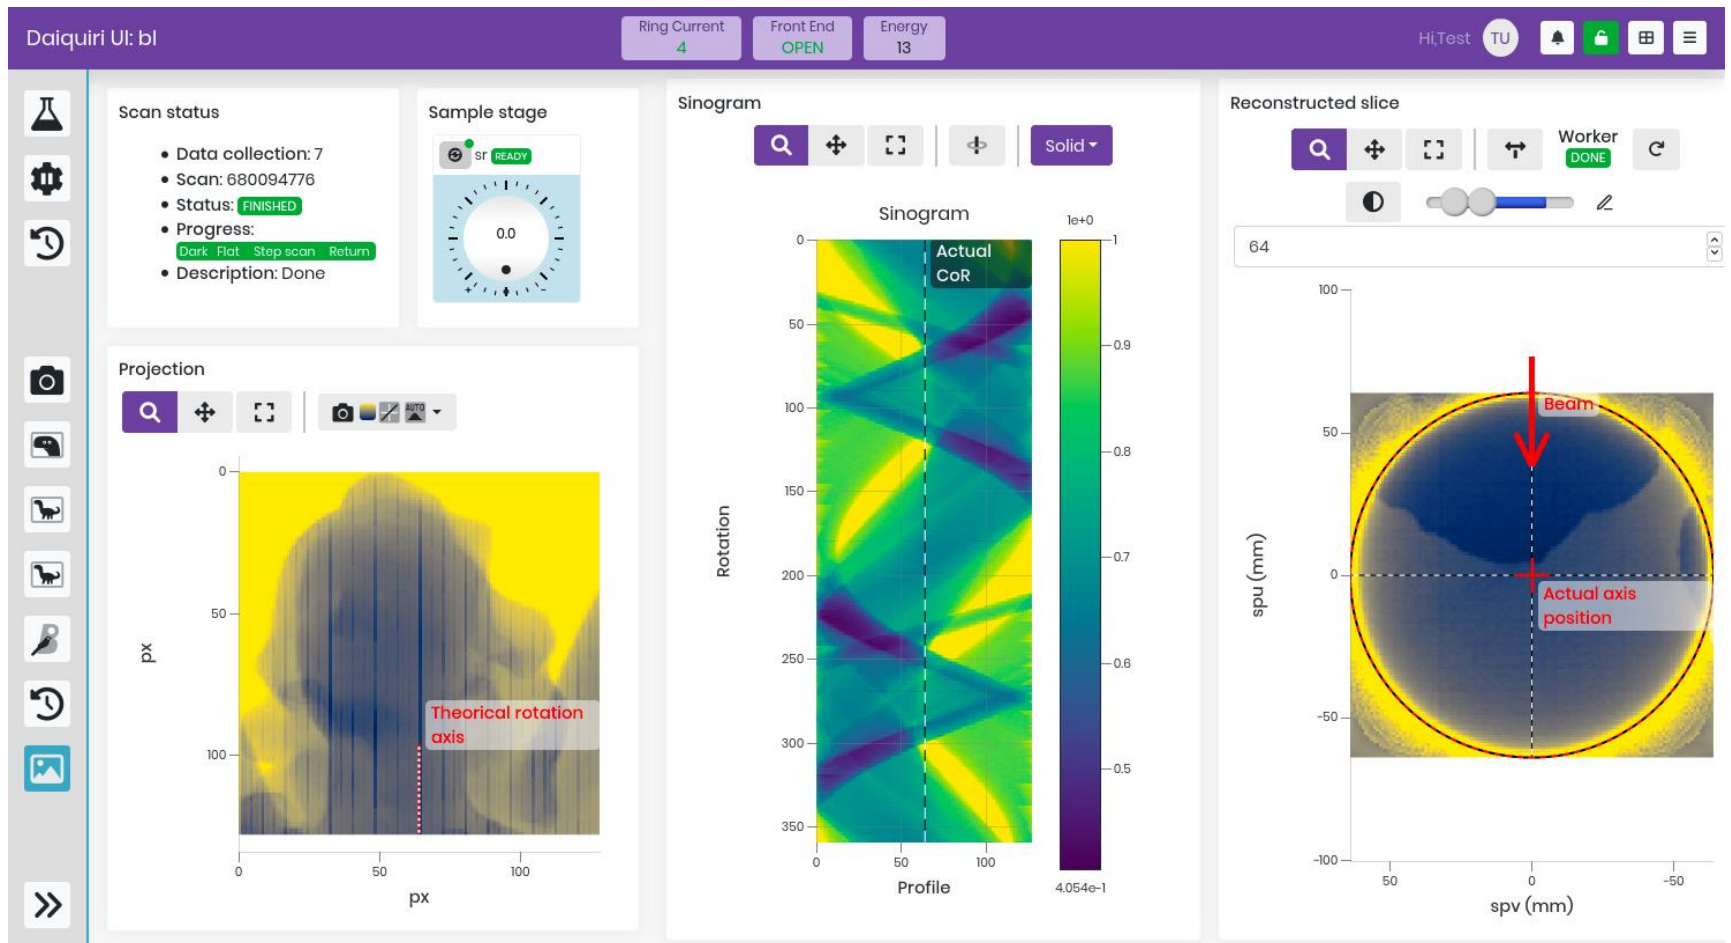 Daiquiri UI: bl
Ring Current
4
Front End
OPEN
Energy
13
Hi,Test
TU
Scan status
Data collection: 7
Scan: 680094776
Status: FINISHED
Progress:
Dark Flat Step scan Return
Description: Done
Sample stage
sr READY
0.0
+ -
Projection
AUTO
0
50
100
px
Theorical rotation
axis
0 50 100
px
Sinogram
Solid
Sinogram
1e+0
Actual
CoR
0
50
100
150
200
250
300
350
Rotation
0 50 100
Profile
1
0.9
0.8
0.7
0.6
0.5
4.054e-1
Reconstructed slice
Worker
DONE
64
100
50
0
-50
-100
spu (mm)
Beam
Actual axis
position
50 0 -50
spv (mm)